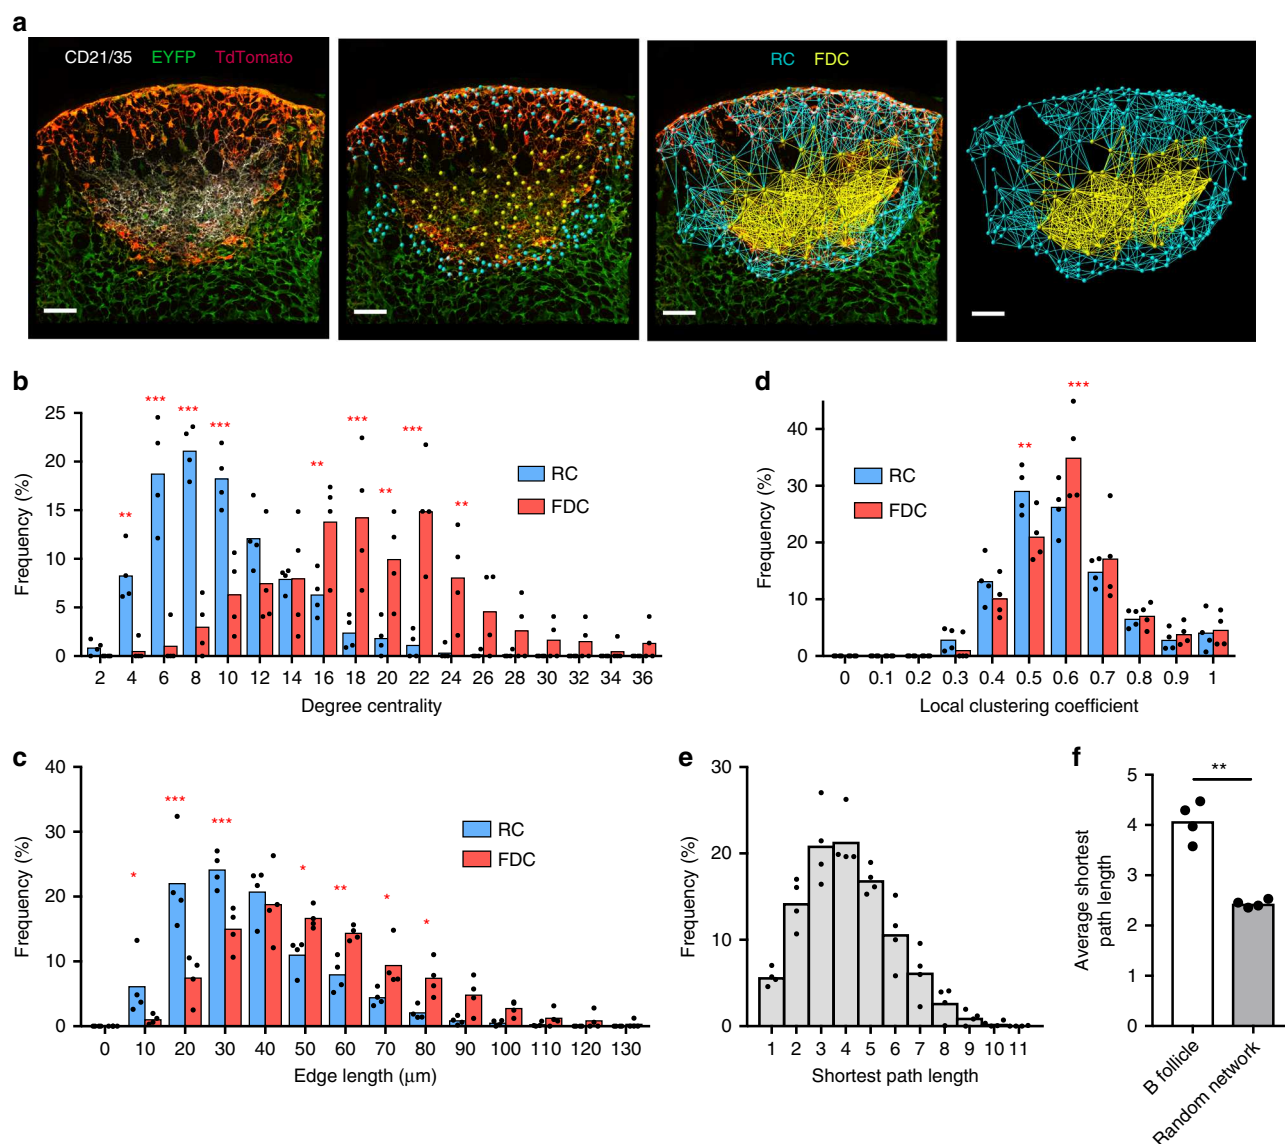 a
CD21/35 EYFP TdTomato
RC FDC
b
*** *** *** ** ** *** ** *** **
25
20
15
10
5
0
Frequency (%)
RC
FDC
2 4 6 8 10 12 14 16 18 20 22 24 26 28 30 32 34 36
Degree centrality
d
***
**
40
30
20
10
0
Frequency (%)
RC
FDC
0 0.1 0.2 0.3 0.4 0.5 0.6 0.7 0.8 0.9 1
Local clustering coefficient
c
* *** *** * ** * *
40
30
20
10
0
Frequency (%)
RC
FDC
0 10 20 30 40 50 60 70 80 90 100 110 120 130
Edge length (μm)
e
30
20
10
0
Frequency (%)
1 2 3 4 5 6 7 8 9 10 11
Shortest path length
f
**
5
4
3
2
1
0
Average shortest
path length
B follicle
Random network